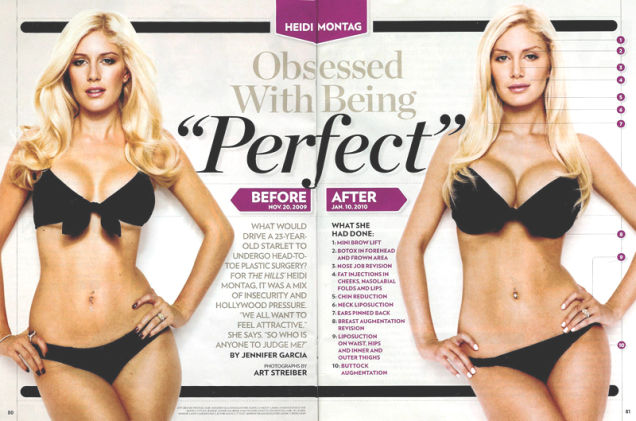 HEIDI MONTAG
Obsessed
With Being
“Perfect”
BEFORE
NOV. 20, 2009
AFTER
JAN. 10, 2010
WHAT WOULD
DRIVE A 23-YEAR-
OLD STARLET TO
UNDERGO HEAD-TO-
TOE PLASTIC SURGERY?
FOR THE HILLS’ HEIDI
MONTAG, IT WAS A MIX
OF INSECURITY AND
HOLLYWOOD PRESSURE.
“WE ALL WANT TO
FEEL ATTRACTIVE,”
SHE SAYS. “SO WHO IS
ANYONE TO JUDGE ME?”
BY JENNIFER GARCIA
PHOTOGRAPHS BY
ART STREIBER
WHAT SHE
HAD DONE:
1: MINI BROW LIFT
2: BOTOX IN FOREHEAD
AND FROWN AREA
3: NOSE JOB REVISION
4: FAT INJECTIONS IN
CHEEKS, NASOLABIAL
FOLDS AND LIPS
5: CHIN REDUCTION
6: NECK LIPOSUCTION
7: EARS PINNED BACK
8: BREAST AUGMENTATION
REVISION
9: LIPOSUCTION
ON WAIST, HIPS
AND INNER AND
OUTER THIGHS
10: BUTTOCK
AUGMENTATION
1
2
3
4
5
6
7
8
9
10
80
81